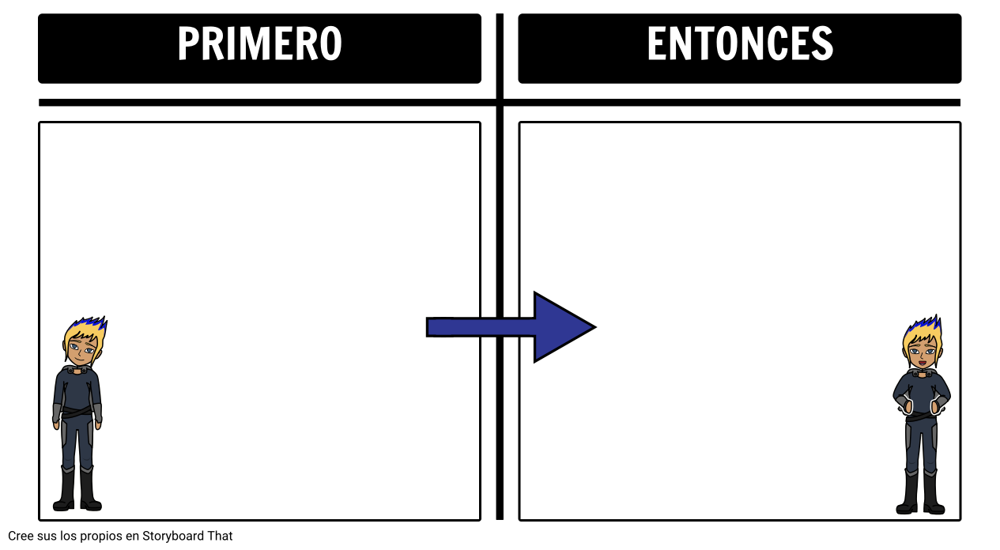 PRIMERO
ENTONCES
Cree sus los propios en Storyboard That